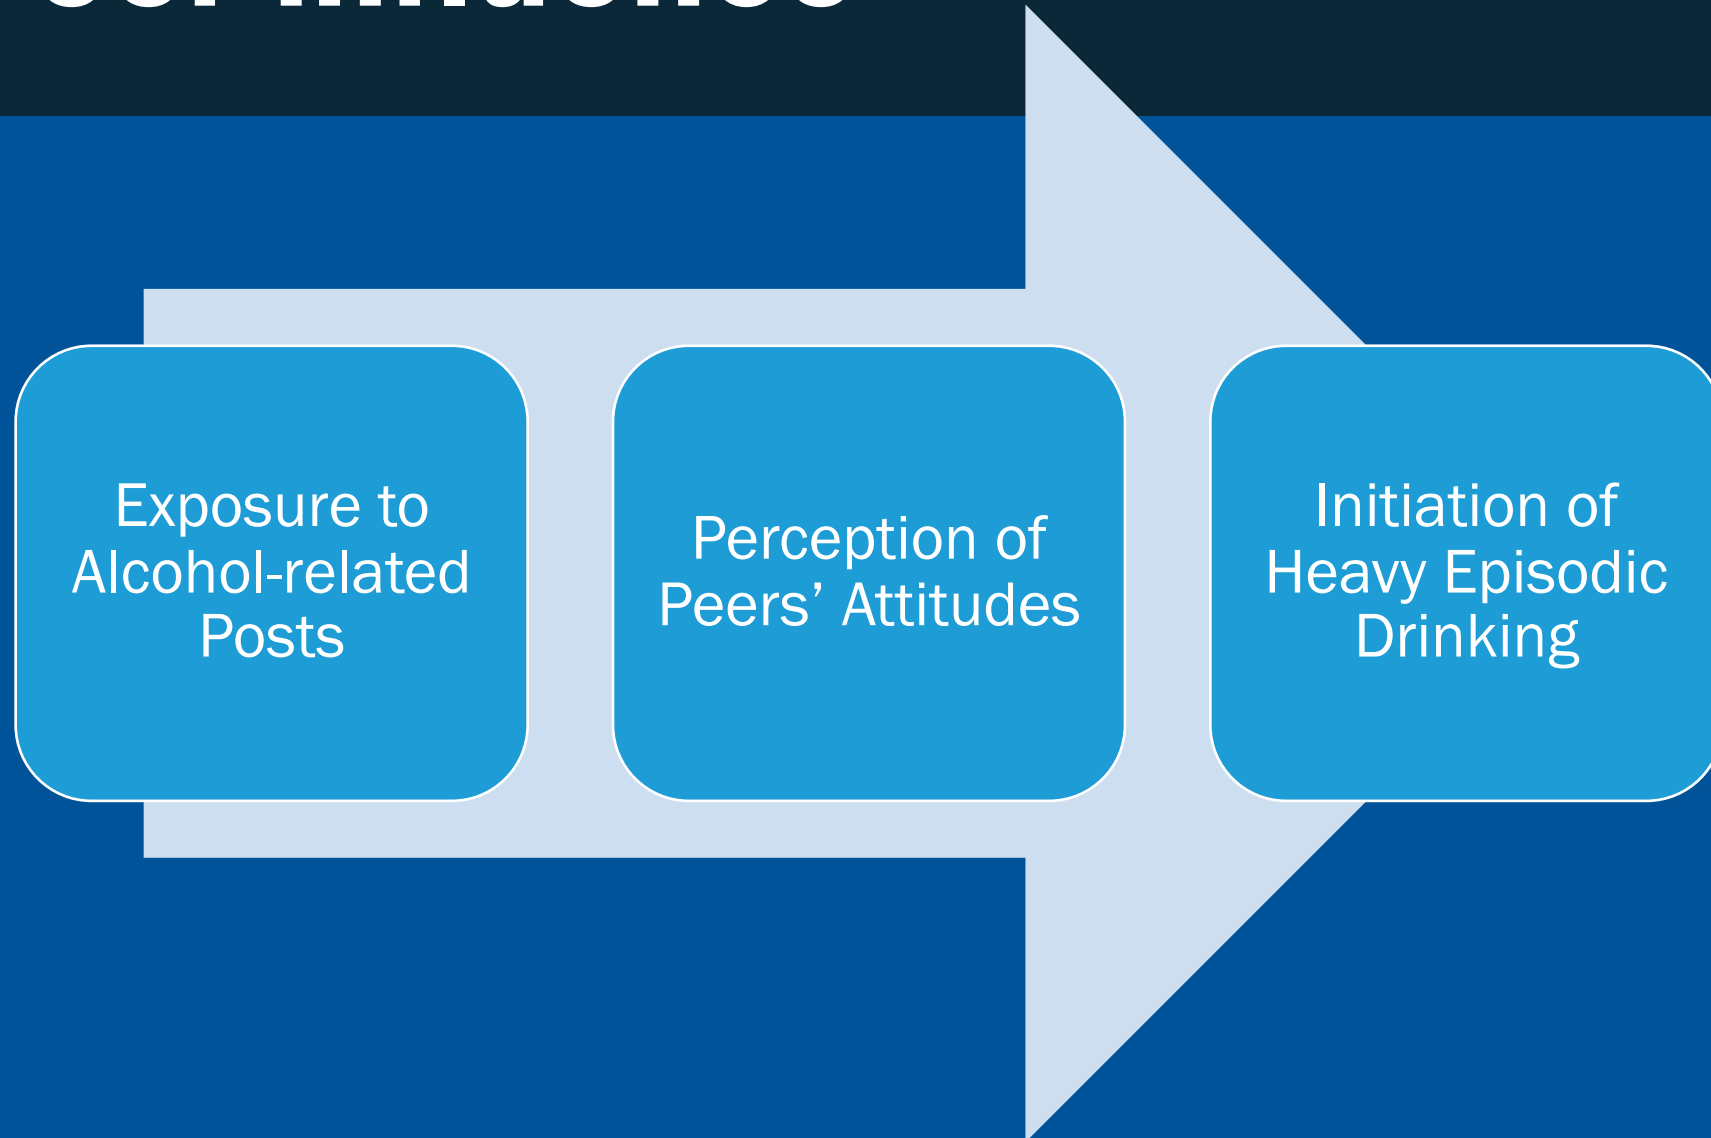 Exposure to
Alcohol-related
Posts
Perception of
Peers’ Attitudes
Initiation of
Heavy Episodic
Drinking